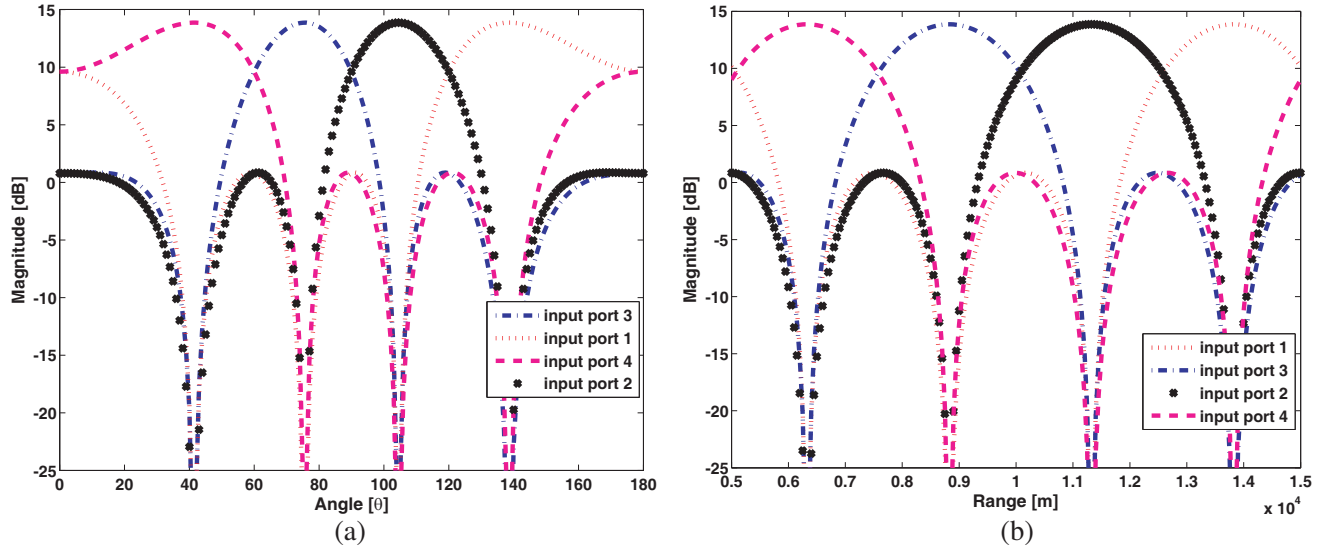 15
10
5
0
-5
-10
-15
-20
-25
Magnitude [dB]
input port 3
input port 1
input port 4
input port 2
0 20 40 60 80 100 120 140 160 180
Angle [θ]
(a)
15
10
5
0
-5
-10
-15
-20
-25
Magnitude [dB]
input port 1
input port 3
input port 2
input port 4
0.5 0.6 0.7 0.8 0.9 1 1.1 1.2 1.3 1.4 1.5
Range [m]
x 10⁴
(b)